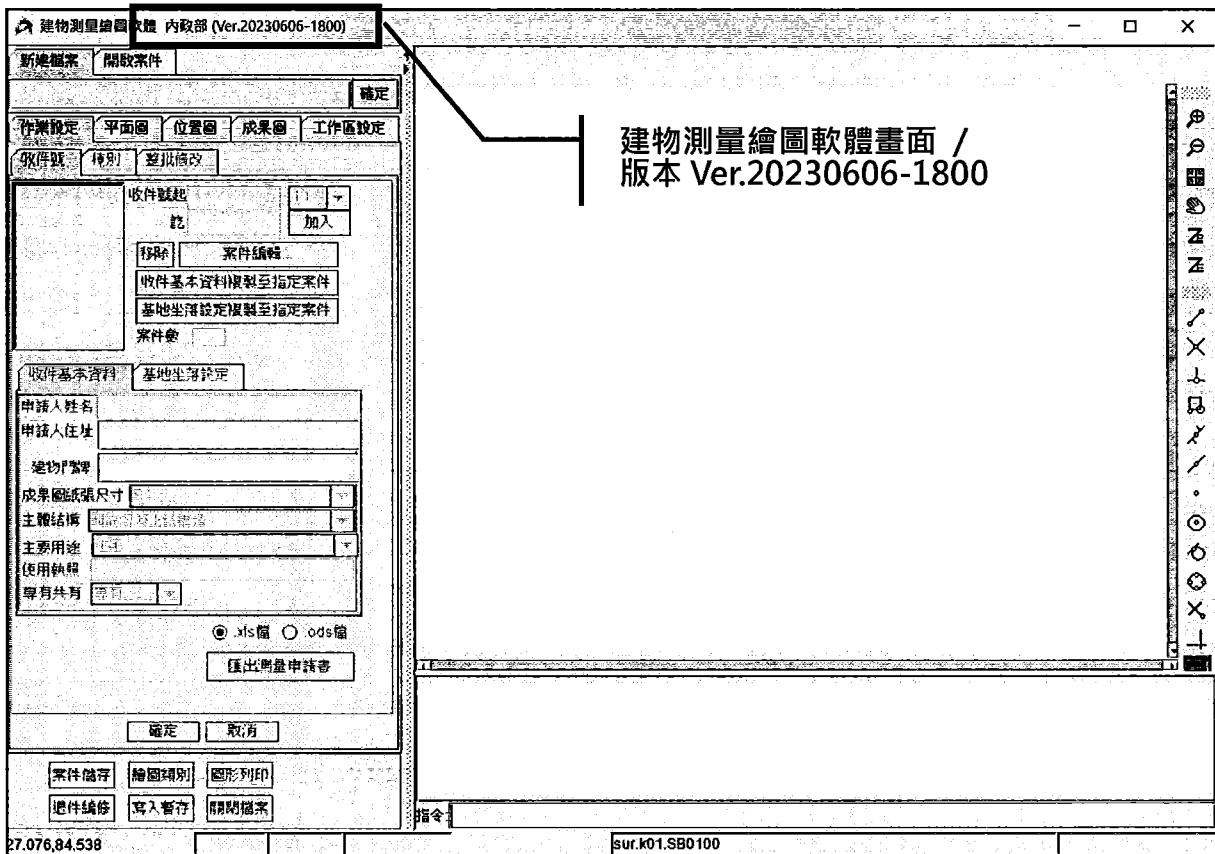 建物測量繪圖軟體 內政部 (Ver.20230606-1800)
新建檔案 開啟案件
確定
作業設定 平面圖 位置圖 成果圖 工作區設定
收件號 種別 整批修改
收件號起
訖 加入
移除 案件編輯
收件基本資料複製至指定案件
基地坐落設定複製至指定案件
案件數
收件基本資料 基地坐落設定
申請人姓名
申請人住址
建物門牌
成果圖紙張尺寸
主體結構
主要用途
使用執照
專有共有 專有
.xls檔 .ods檔
匯出測量申請書
確定 取消
案件儲存 繪圖類別 圖形列印
退件編修 寫入暫存 關閉檔案
建物測量繪圖軟體畫面 /
版本 Ver.20230606-1800
指令:
27.076,84.538 sur.k01.SB0100